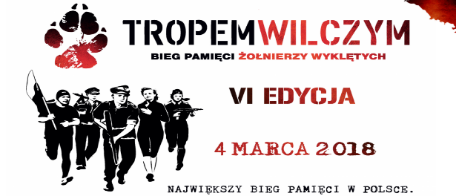 TROPEMWILCZYM
BIEG PAMIĘCI ŻOŁNIERZY WYKLĘTYCH
VI EDYCJA
4 MARCA 2018
NAJWIĘKSZY BIEG PAMIĘCI W POLSCE.